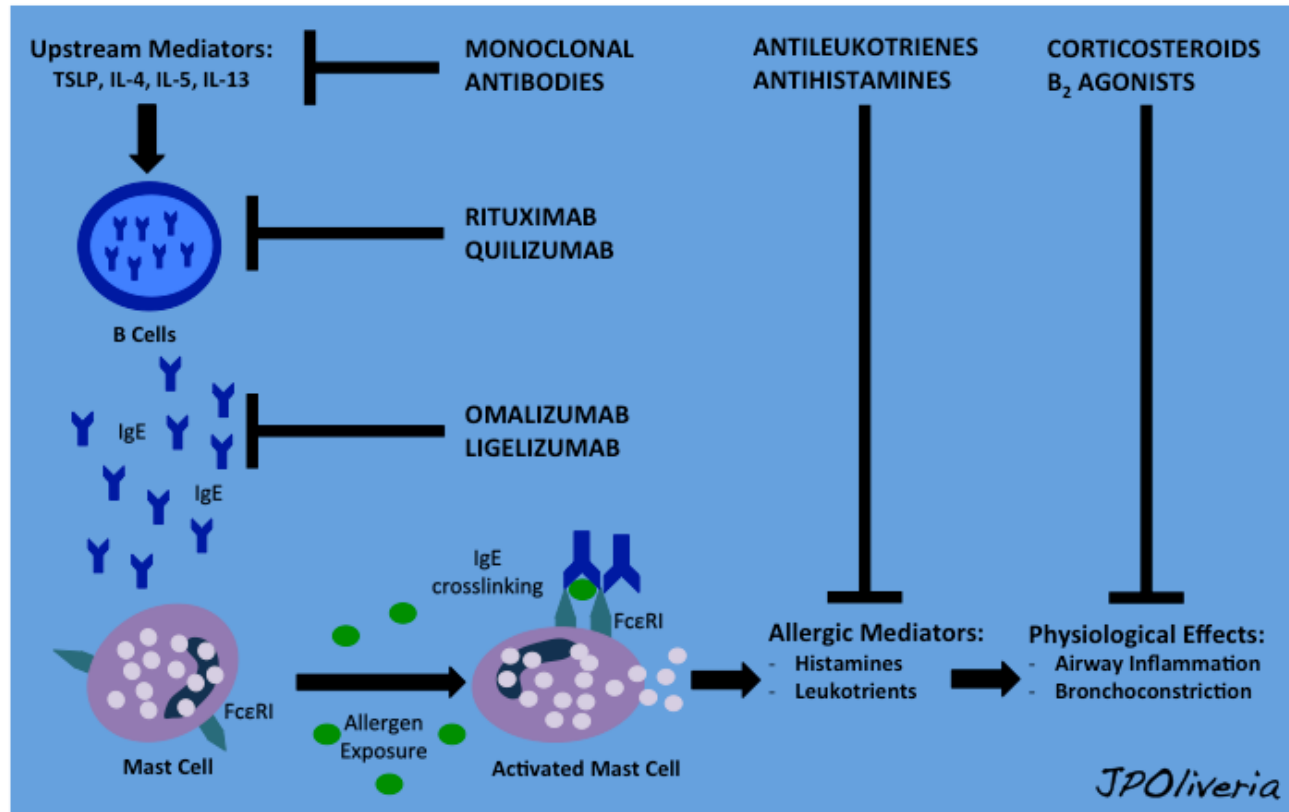 Upstream Mediators:
TSLP, IL-4, IL-5, IL-13
MONOCLONAL
ANTIBODIES
ANTILEUKOTRIENES
ANTIHISTAMINES
CORTICOSTEROIDS
B₂ AGONISTS
RITUXIMAB
QUILIZUMAB
B Cells
IgE
IgE
OMALIZUMAB
LIGELIZUMAB
IgE
crosslinking
FcεRI
FcεRI
Mast Cell
Allergen
Exposure
Activated Mast Cell
Allergic Mediators:
- Histamines
- Leukotrients
Physiological Effects:
- Airway Inflammation
- Bronchoconstriction
JPOliveria